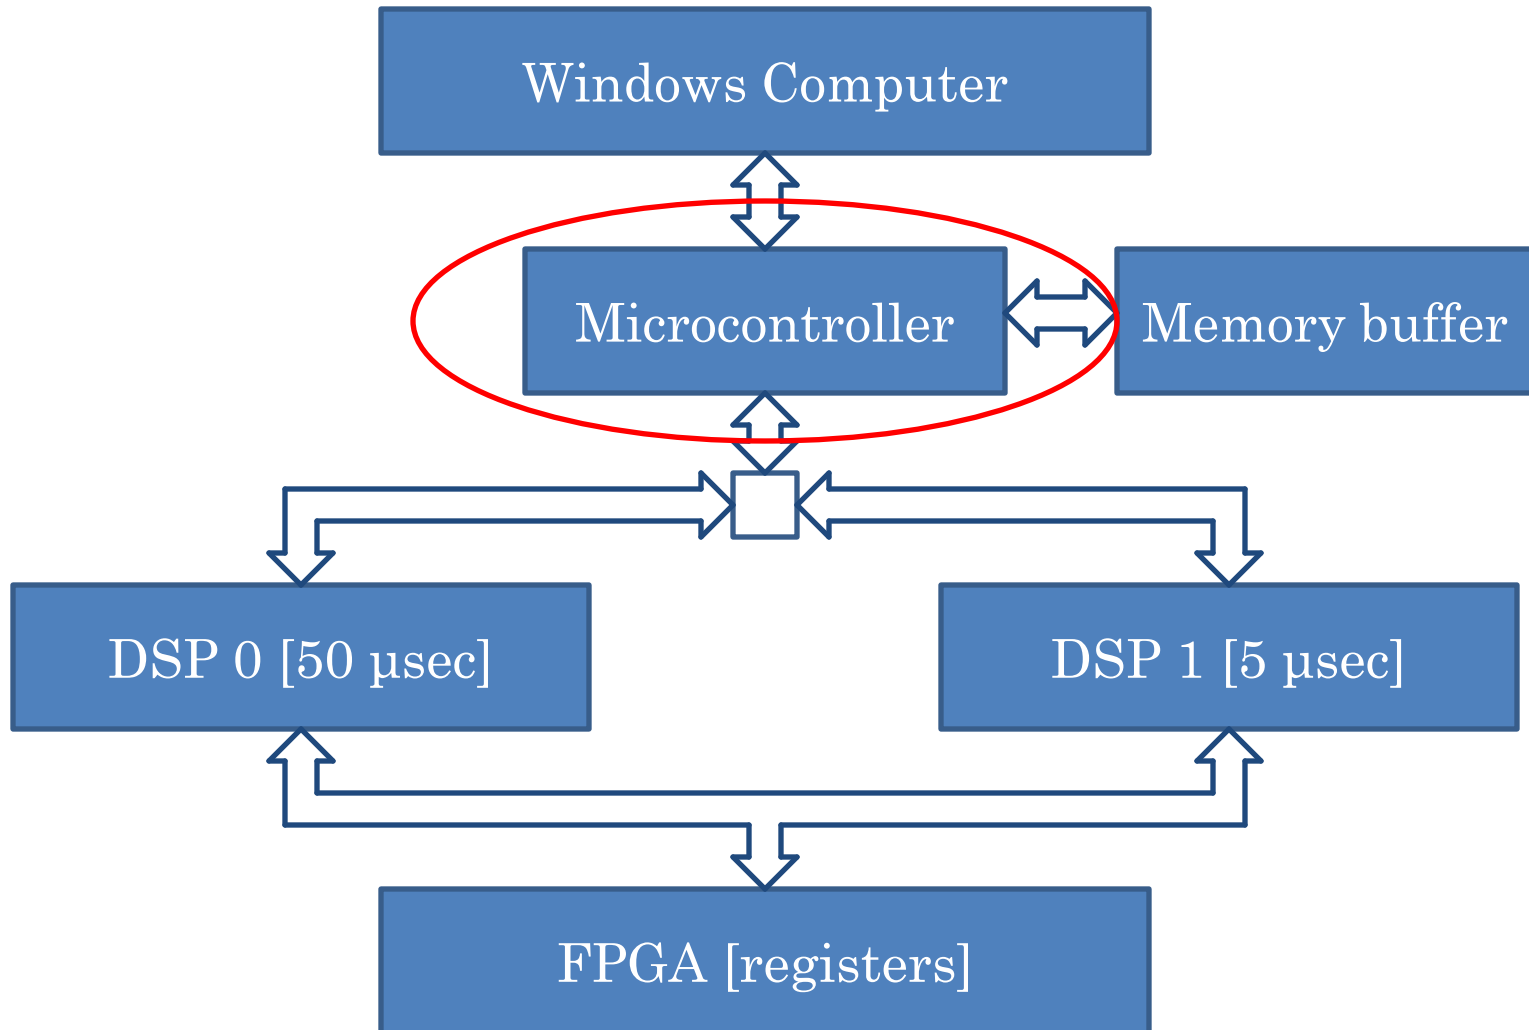 Windows Computer
Microcontroller
Memory buffer
DSP 0 [50 µsec]
DSP 1 [5 µsec]
FPGA [registers]